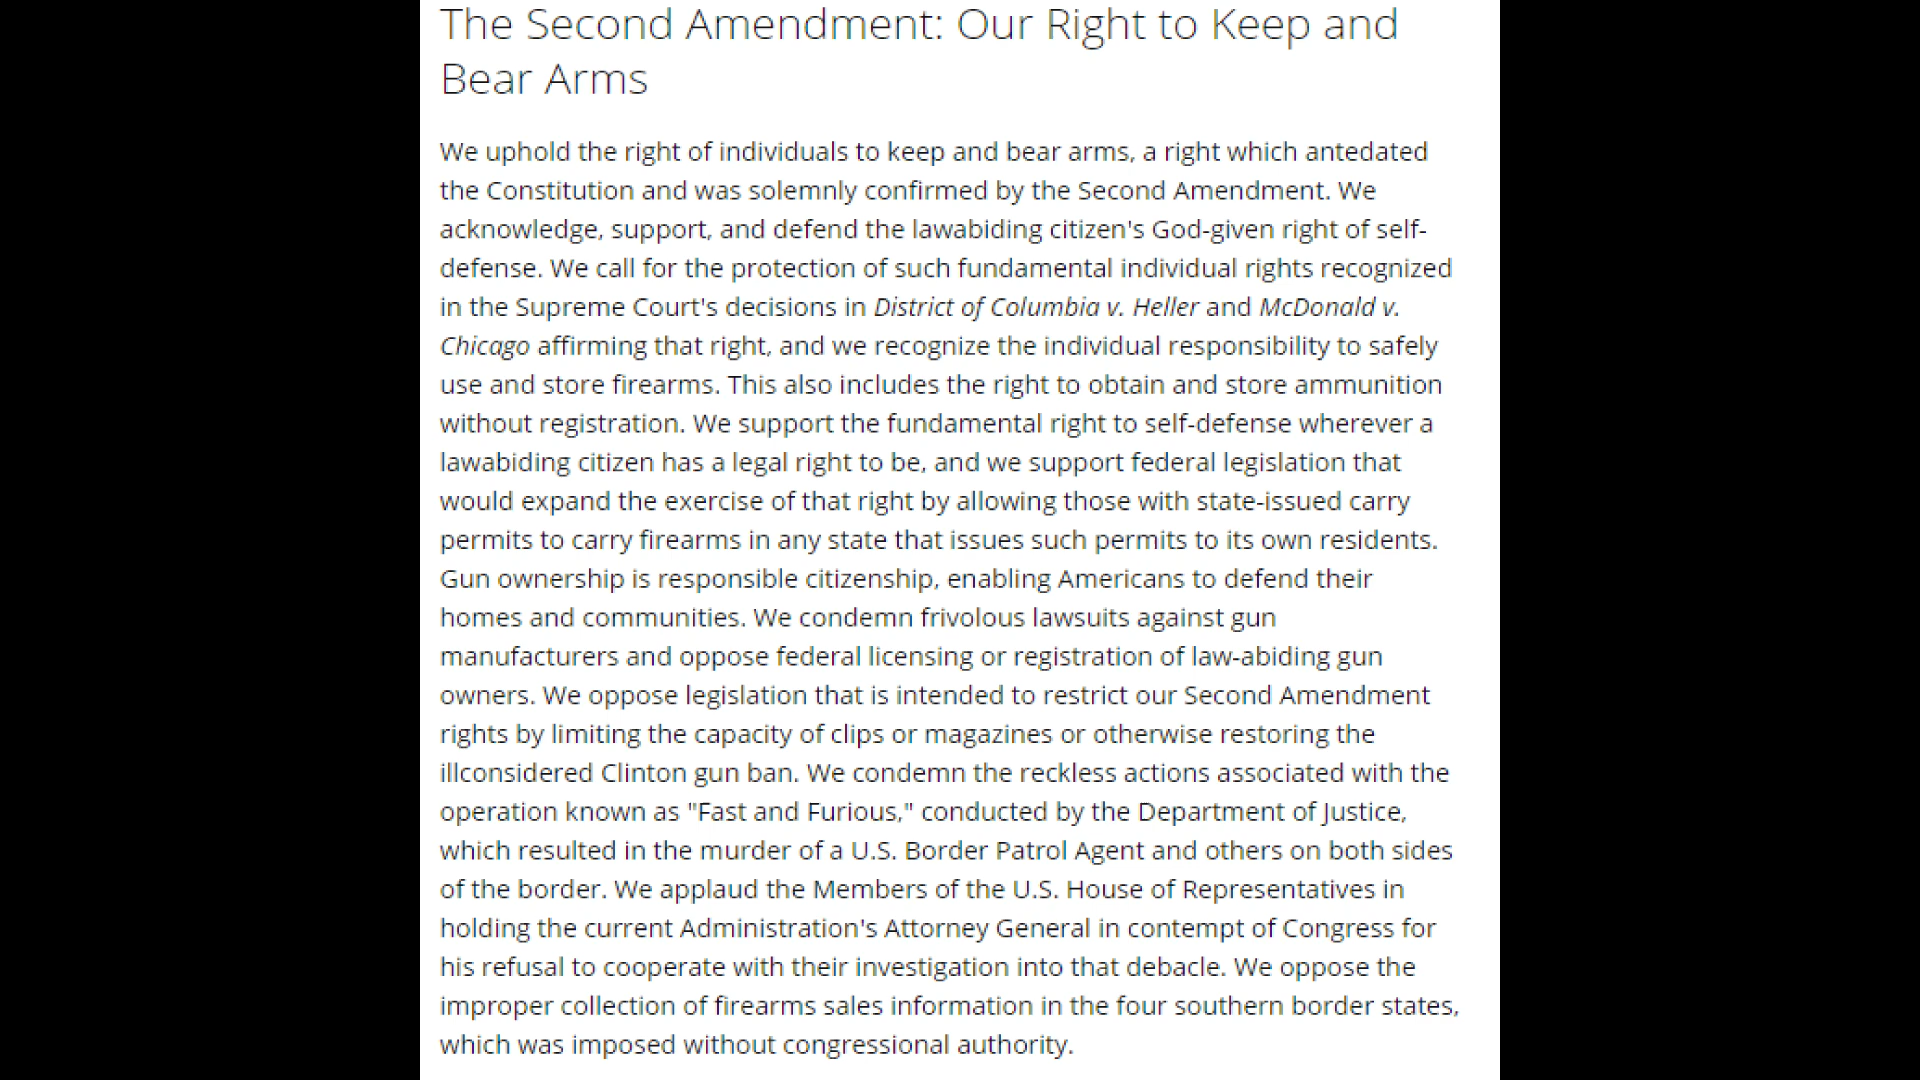 The Second Amendment: Our Right to Keep and
Bear Arms
We uphold the right of individuals to keep and bear arms, a right which antedated
the Constitution and was solemnly confirmed by the Second Amendment. We
acknowledge, support, and defend the lawabiding citizen's God-given right of self-
defense. We call for the protection of such fundamental individual rights recognized
in the Supreme Court's decisions in District of Columbia v. Heller and McDonald v.
Chicago affirming that right, and we recognize the individual responsibility to safely
use and store firearms. This also includes the right to obtain and store ammunition
without registration. We support the fundamental right to self-defense wherever a
lawabiding citizen has a legal right to be, and we support federal legislation that
would expand the exercise of that right by allowing those with state-issued carry
permits to carry firearms in any state that issues such permits to its own residents.
Gun ownership is responsible citizenship, enabling Americans to defend their
homes and communities. We condemn frivolous lawsuits against gun
manufacturers and oppose federal licensing or registration of law-abiding gun
owners. We oppose legislation that is intended to restrict our Second Amendment
rights by limiting the capacity of clips or magazines or otherwise restoring the
illconsidered Clinton gun ban. We condemn the reckless actions associated with the
operation known as "Fast and Furious," conducted by the Department of Justice,
which resulted in the murder of a U.S. Border Patrol Agent and others on both sides
of the border. We applaud the Members of the U.S. House of Representatives in
holding the current Administration's Attorney General in contempt of Congress for
his refusal to cooperate with their investigation into that debacle. We oppose the
improper collection of firearms sales information in the four southern border states,
which was imposed without congressional authority.